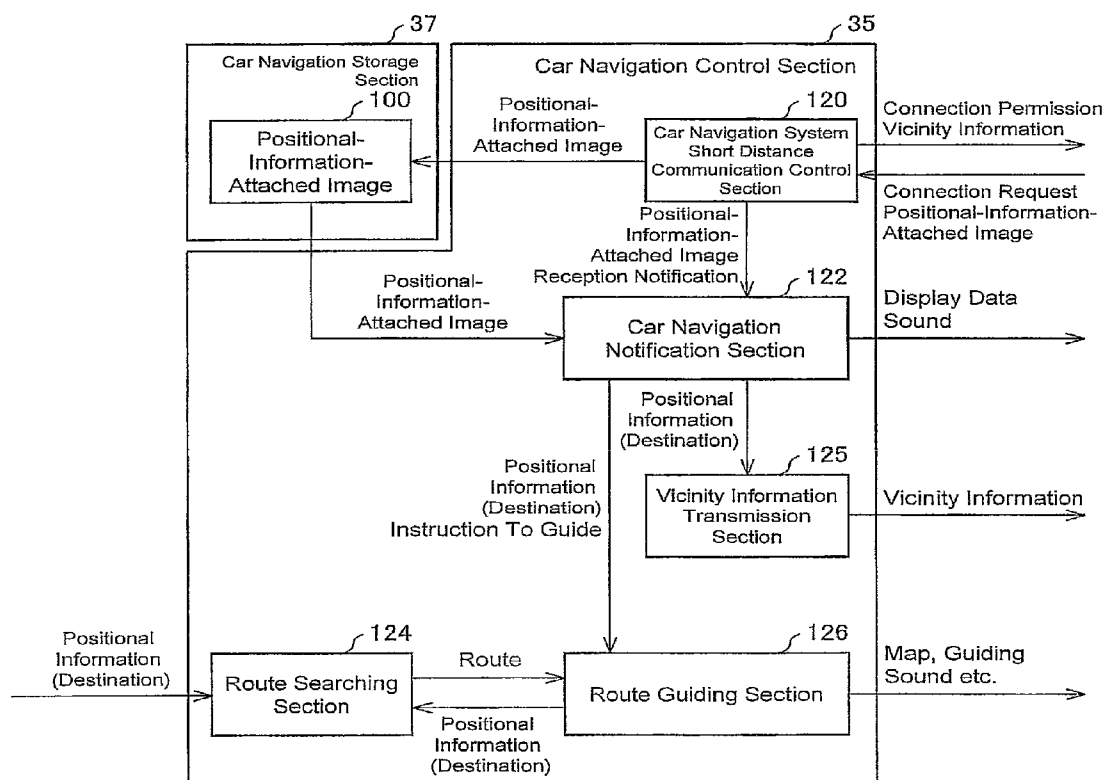 37
35
Car Navigation Storage
Section
Car Navigation Control Section
100
Positional-
Information-
Attached Image
120
Connection Permission
Vicinity Information
Positional-
Information-
Attached Image
Car Navigation System
Short Distance
Communication Control
Section
Connection Request
Positional-Information-
Attached Image
Positional-
Information-
Attached Image
Reception Notification
122
Positional-
Information-
Attached Image
Car Navigation
Notification Section
Display Data
Sound
Positional
Information
(Destination)
125
Positional
Information
(Destination)
Instruction To Guide
Vicinity Information
Transmission
Section
Vicinity Information
124
126
Positional
Information
(Destination)
Route Searching
Section
Route
Positional
Information
(Destination)
Route Guiding Section
Map, Guiding
Sound etc.